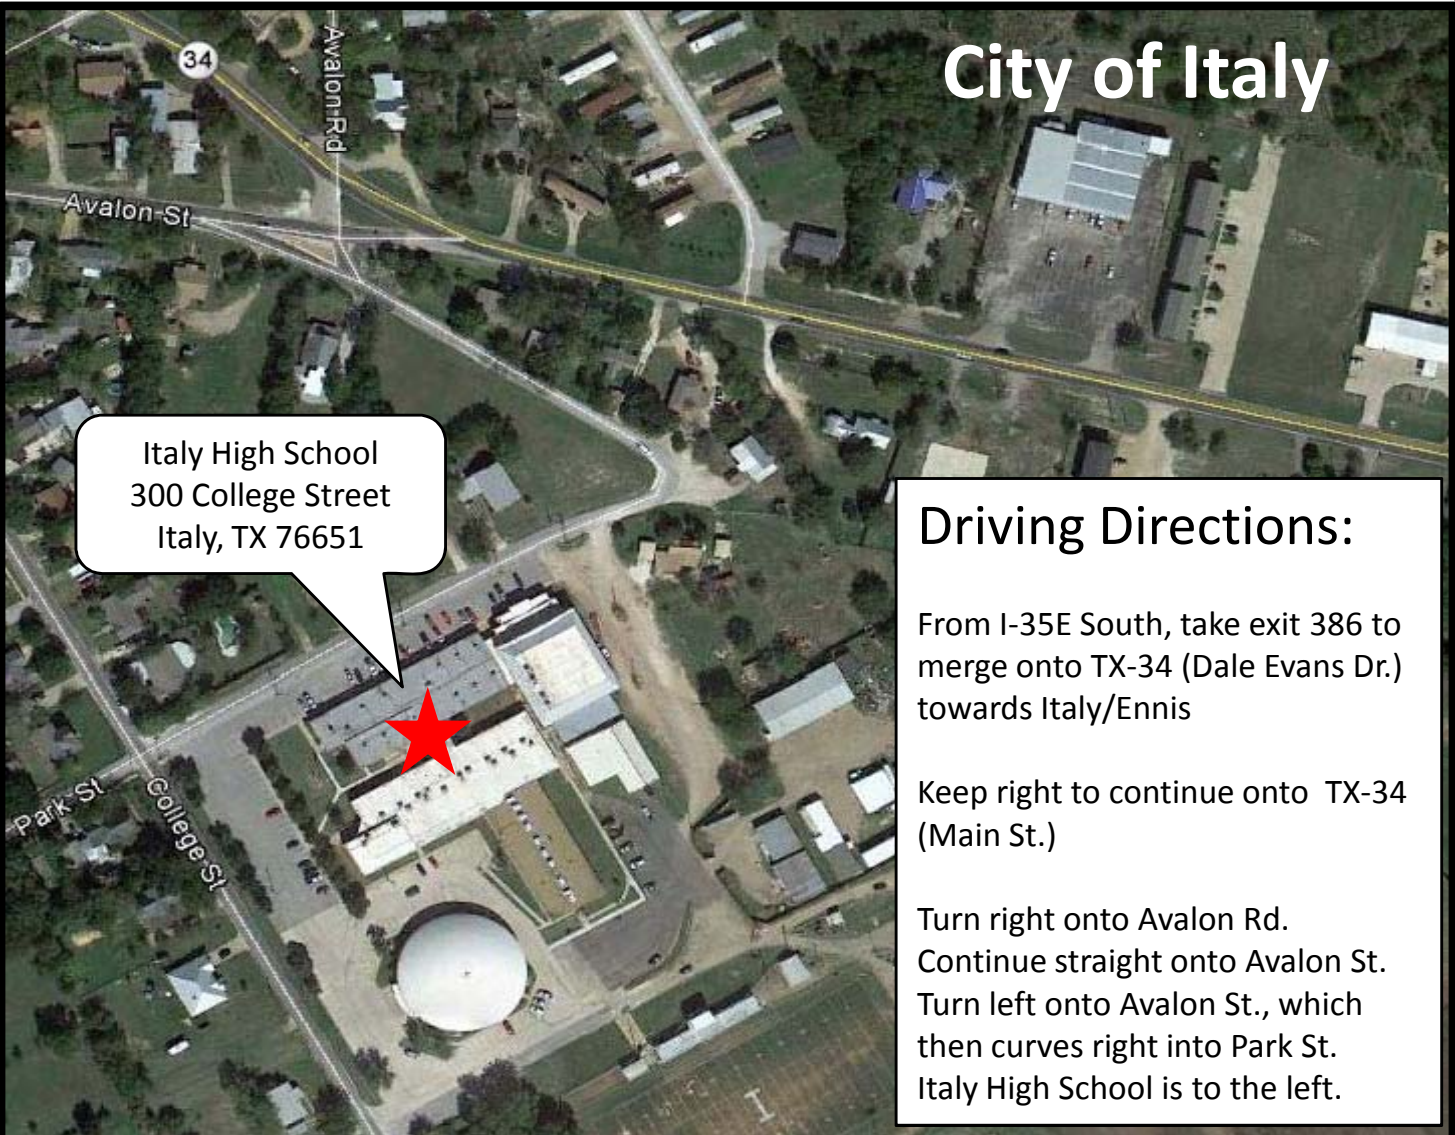 City of Italy
34
Avalon Rd
Avalon St
Italy High School
300 College Street
Italy, TX 76651
Park St
College St
Driving Directions:
From I-35E South, take exit 386 to
merge onto TX-34 (Dale Evans Dr.)
towards Italy/Ennis
Keep right to continue onto TX-34
(Main St.)
Turn right onto Avalon Rd.
Continue straight onto Avalon St.
Turn left onto Avalon St., which
then curves right into Park St.
Italy High School is to the left.
I